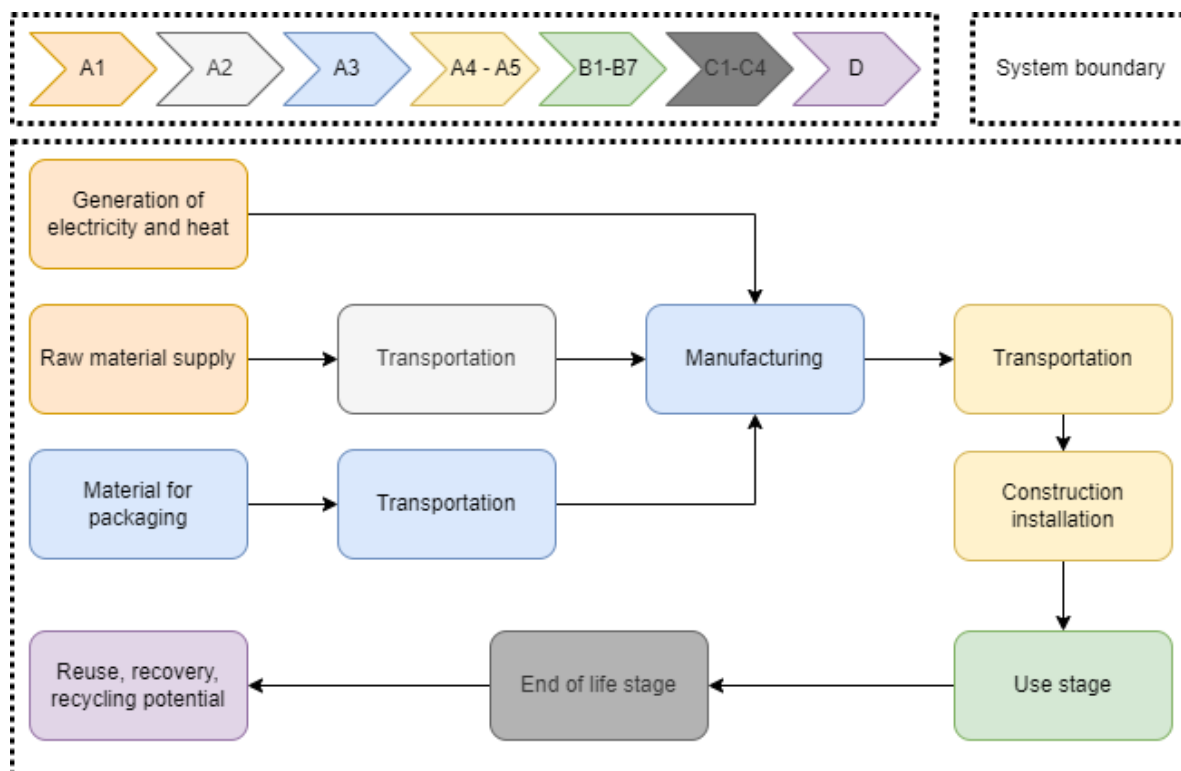 A1
A2
A3
A4 - A5
B1-B7
C1-C4
D
System boundary
Generation of
electricity and heat
Raw material supply
Transportation
Manufacturing
Transportation
Material for
packaging
Transportation
Construction
installation
Reuse, recovery,
recycling potential
End of life stage
Use stage